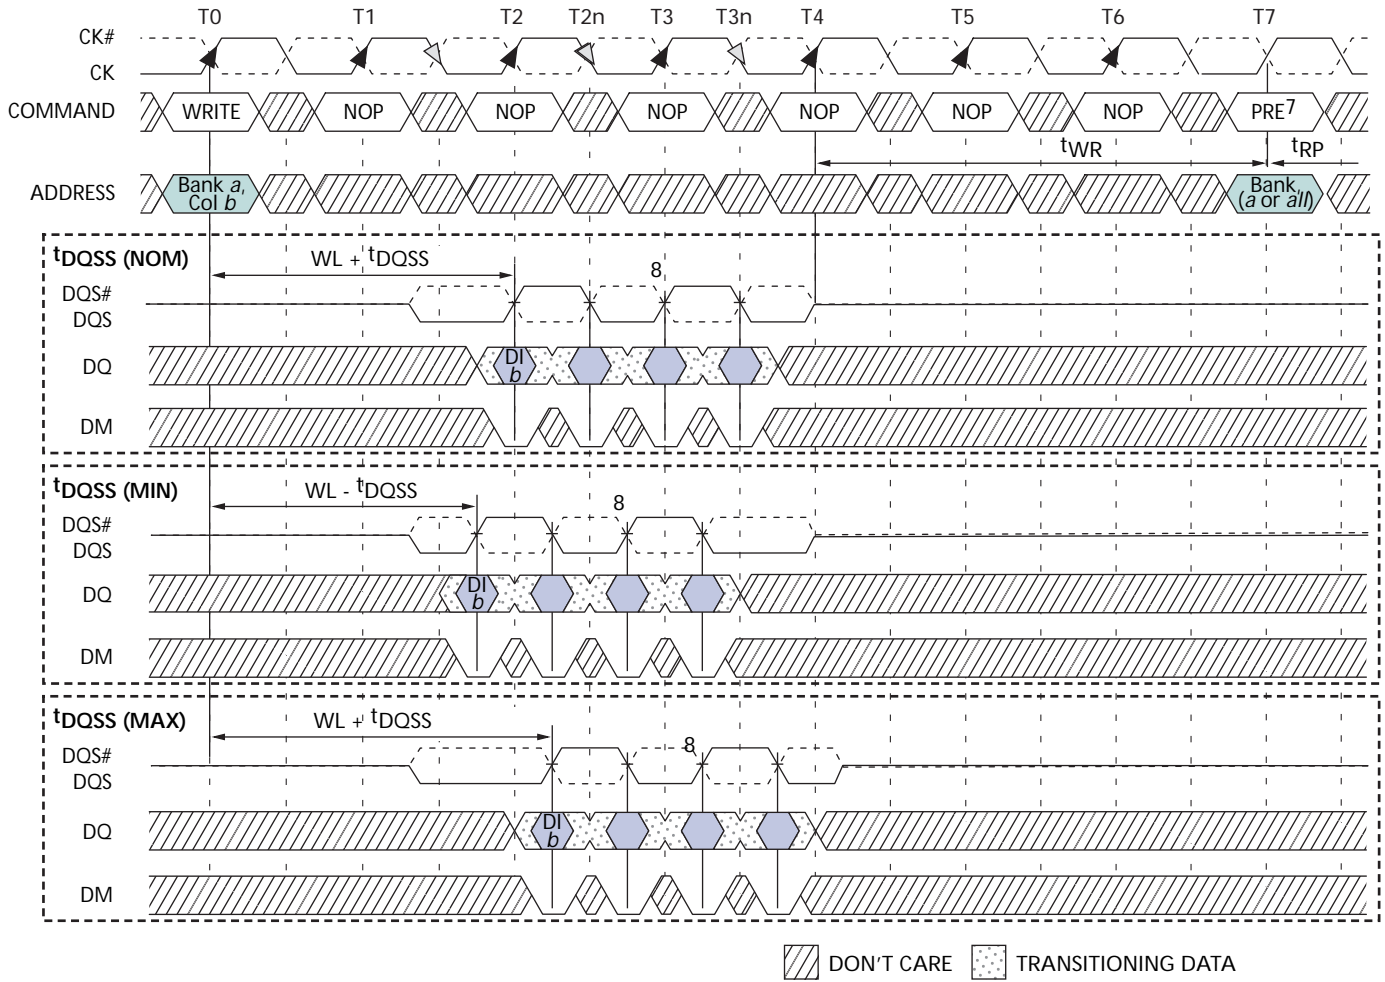 T0 T1 T2 T2n T3 T3n T4 T5 T6 T7
CK#
CK
COMMAND WRITE NOP NOP NOP NOP NOP NOP PRE7
tWR tRP
ADDRESS Bank a, Col b Bank, (a or all)
tDQSS (NOM) WL + tDQSS
8
DQS#
DQS
DQ DI b
DM
tDQSS (MIN) WL - tDQSS
8
DQS#
DQS
DQ DI b
DM
tDQSS (MAX) WL + tDQSS
8
DQS#
DQS
DQ DI b
DM
DON'T CARE TRANSITIONING DATA